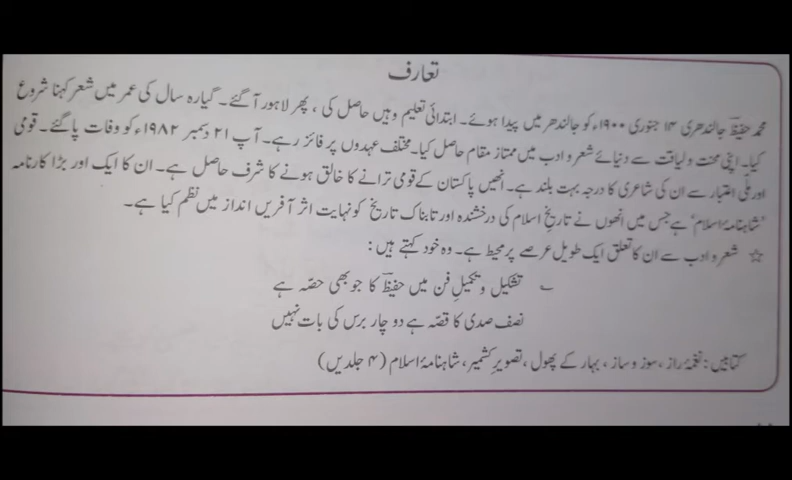 تعارف
محمد حفیظؔ جالندھری ۱۴ جنوری ۱۹۰۰ء کو جالندھر میں پیدا ہوئے۔ ابتدائی تعلیم وہیں حاصل کی، پھر لاہور آ گئے۔ گیارہ سال کی عمر میں شعر کہنا شروع
کیا۔ اپنی محنت و لیاقت سے دنیائے شعر و ادب میں ممتاز مقام حاصل کیا۔ مختلف عہدوں پر فائز رہے۔ آپ ۲۱ دسمبر ۱۹۸۲ء کو وفات پا گئے۔ قومی
اور ملّی اعتبار سے ان کی شاعری کا درجہ بہت بلند ہے۔ انھیں پاکستان کے قومی ترانے کا خالق ہونے کا شرف حاصل ہے۔ ان کا ایک اور بڑا کارنامہ
'شاہنامۂ اسلام' ہے جس میں انھوں نے تاریخِ اسلام کی درخشندہ اور تابناک تاریخ کو نہایت اثر آفریں انداز میں نظم کیا ہے۔
☆ شعر و ادب سے ان کا تعلق ایک طویل عرصے پر محیط ہے۔ وہ خود کہتے ہیں:
؎ تشکیل و تکمیلِ فن میں حفیظؔ کا جو بھی حصّہ ہے
نصف صدی کا قصّہ ہے دو چار برس کی بات نہیں
کتابیں: نغمۂ راز، سوز و ساز، بہار کے پھول، تصویرِ کشمیر، شاہنامۂ اسلام (۴ جلدیں)